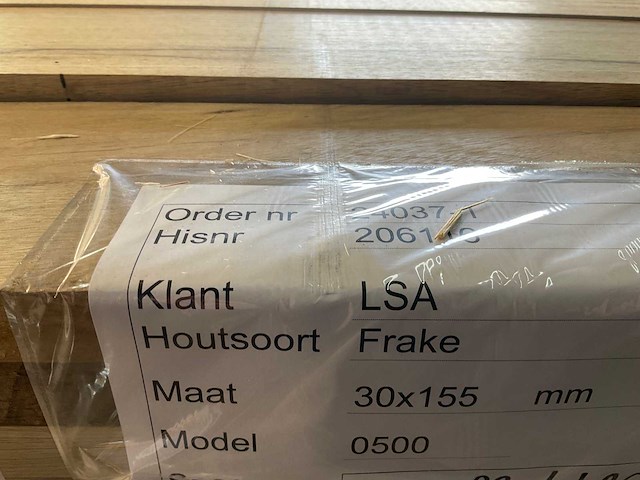 Order nr
Hisnr
Klant LSA
Houtsoort Frake
Maat 30x155 mm
Model 0500